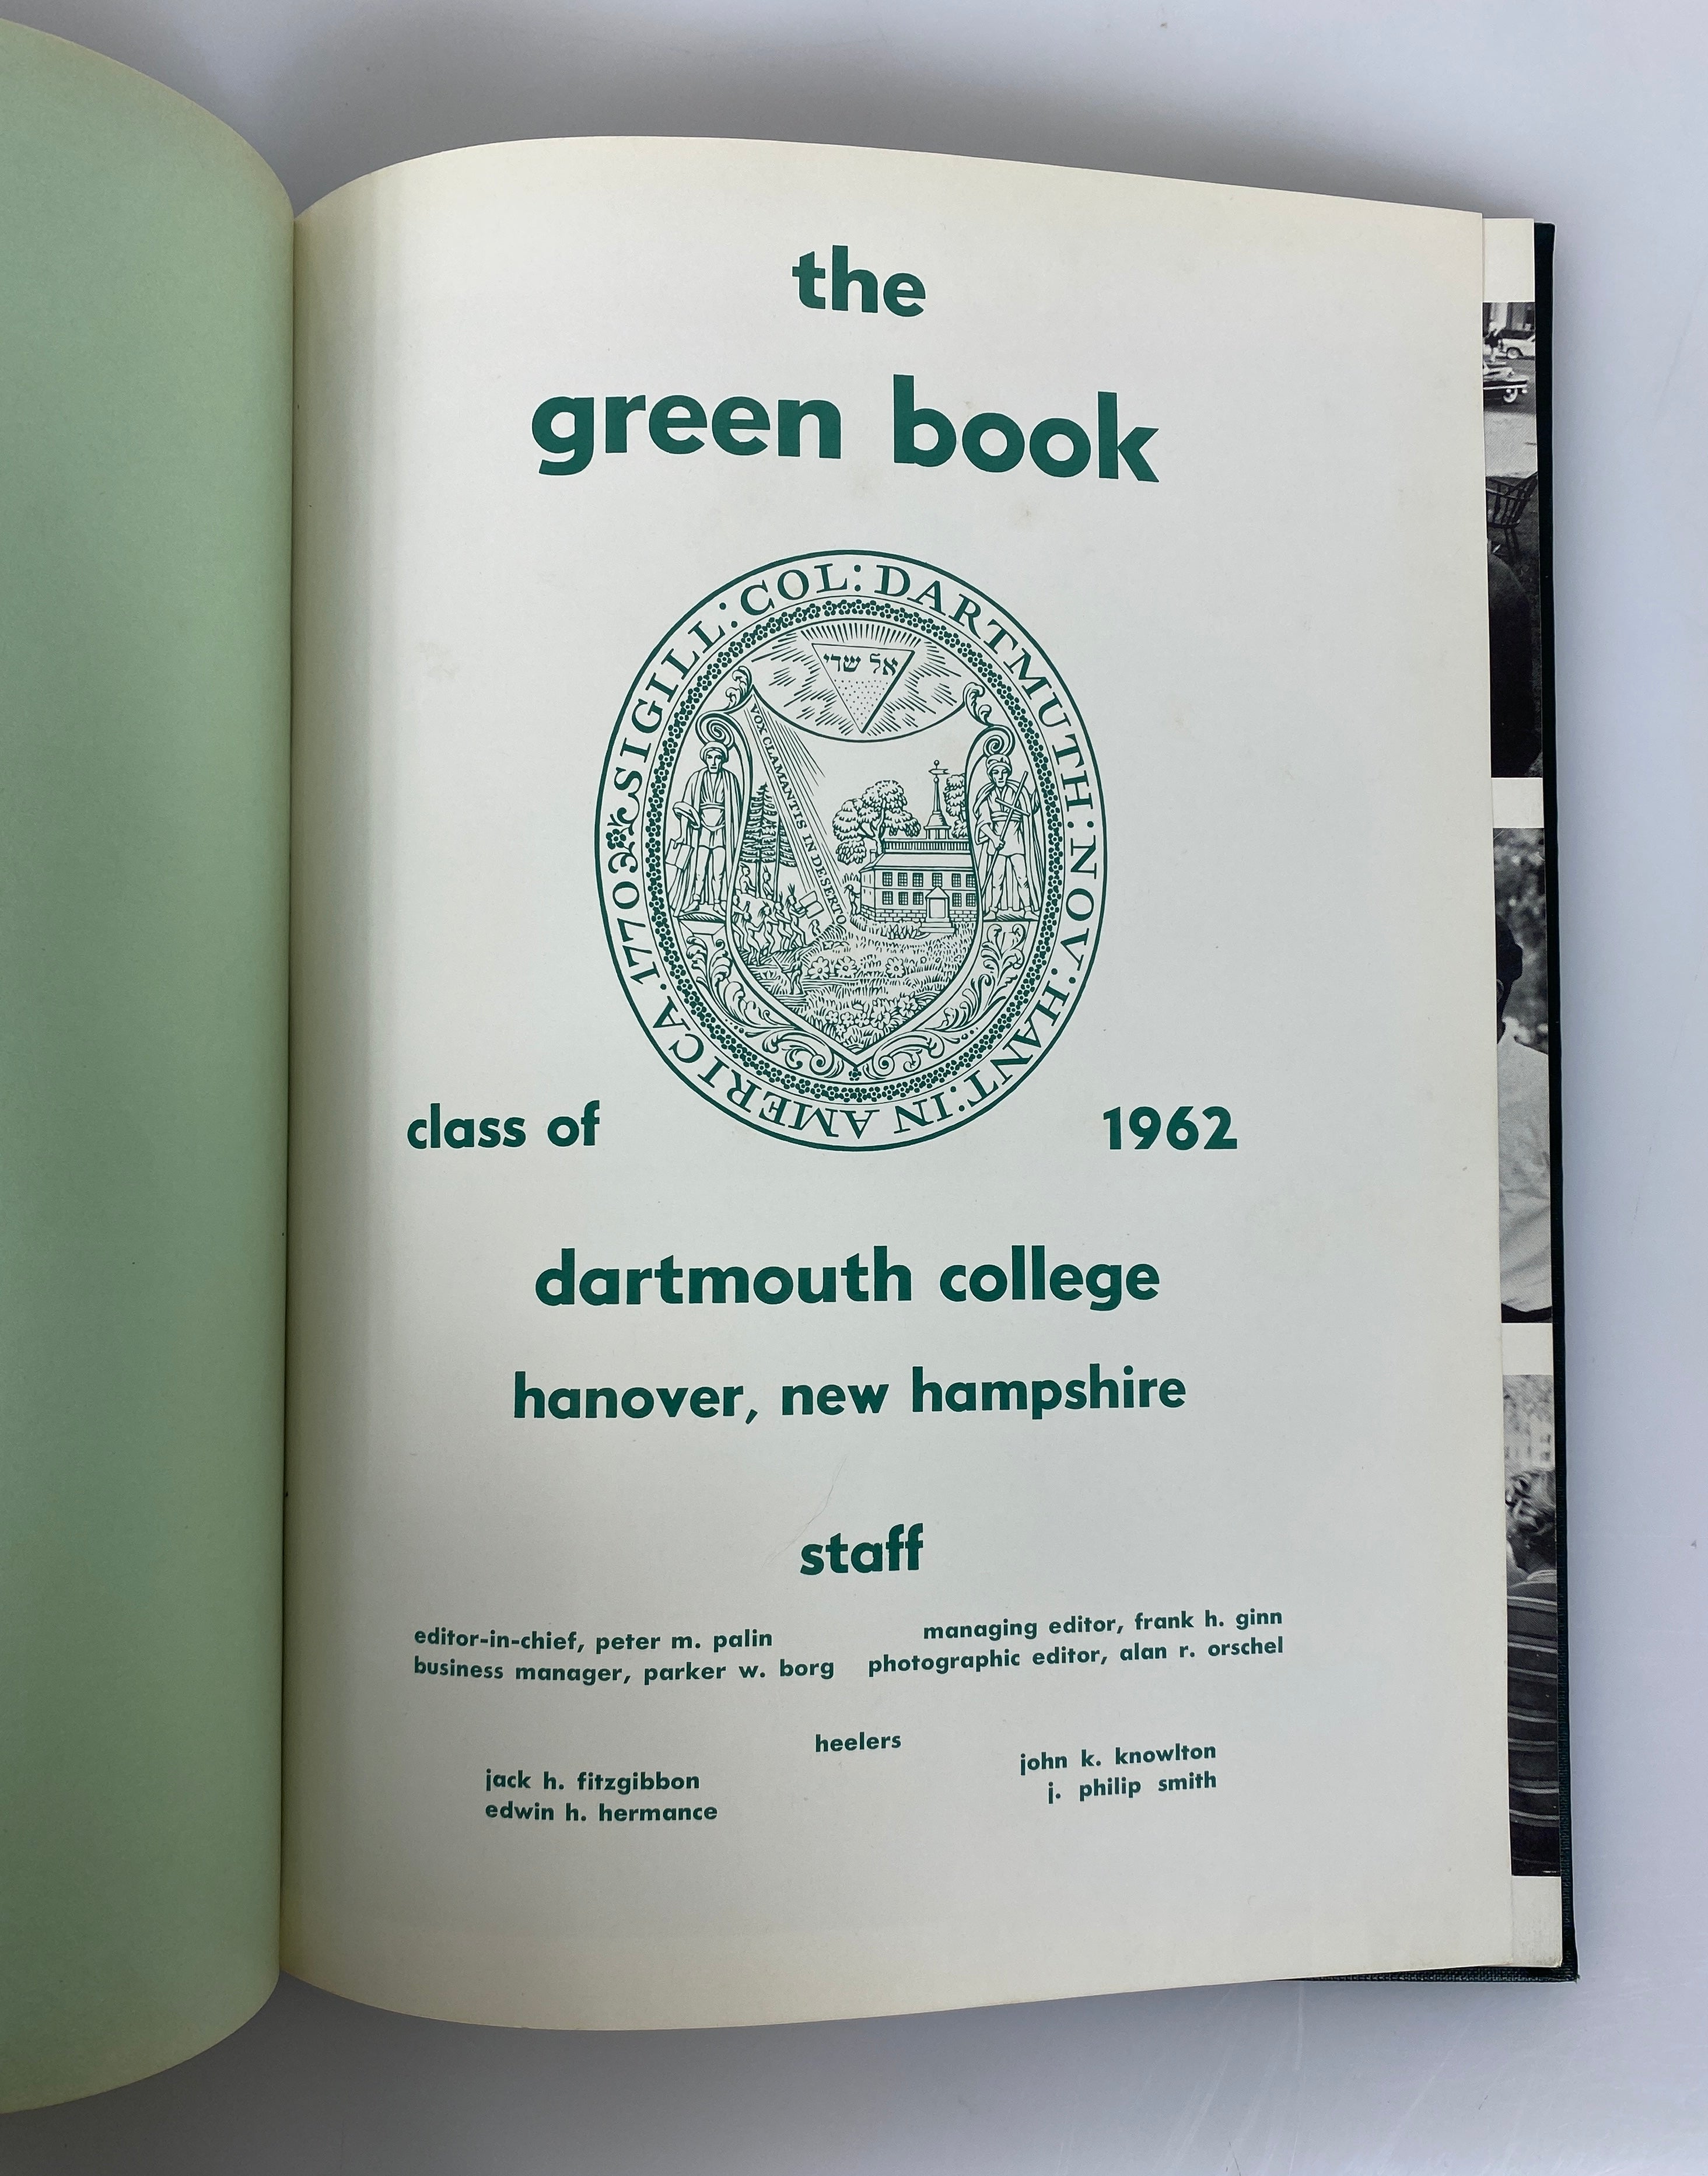 the
green book
SIGILL: COL: DARTMUTH: NOV: HANT: IN AMERICA. 1770
אל שדי
VOX CLAMANTIS IN DESERTO
class of 1962
dartmouth college
hanover, new hampshire
staff
editor-in-chief, peter m. palin managing editor, frank h. ginn
business manager, parker w. borg photographic editor, alan r. orschel
heelers
jack h. fitzgibbon john k. knowlton
edwin h. hermance j. philip smith